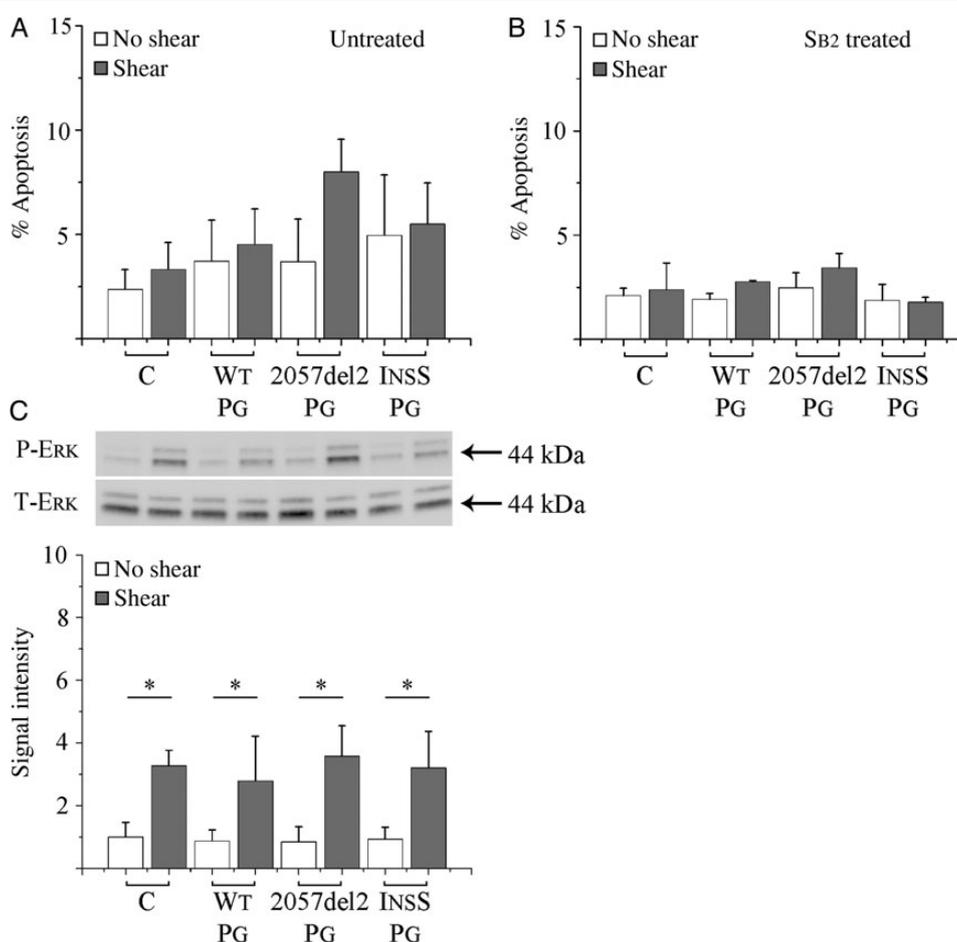 A
15
10
5
% Apoptosis
No shear
Shear
Untreated
C
WT
PG
2057del2
PG
INSS
PG
B
15
10
5
% Apoptosis
No shear
Shear
SB2 treated
C
WT
PG
2057del2
PG
INSS
PG
C
P-ERK
44 kDa
T-ERK
44 kDa
10
8
6
4
2
Signal intensity
No shear
Shear
*
*
*
*
C
WT
PG
2057del2
PG
INSS
PG